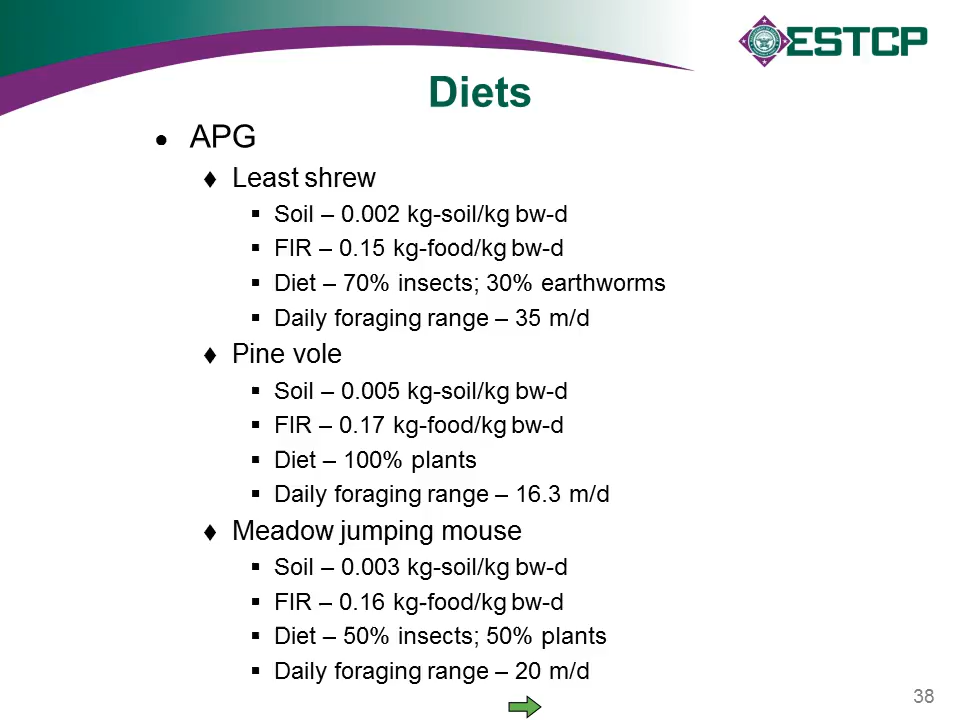 ESTCP
Diets
• APG
♦ Least shrew
▪ Soil – 0.002 kg-soil/kg bw-d
▪ FIR – 0.15 kg-food/kg bw-d
▪ Diet – 70% insects; 30% earthworms
▪ Daily foraging range – 35 m/d
♦ Pine vole
▪ Soil – 0.005 kg-soil/kg bw-d
▪ FIR – 0.17 kg-food/kg bw-d
▪ Diet – 100% plants
▪ Daily foraging range – 16.3 m/d
♦ Meadow jumping mouse
▪ Soil – 0.003 kg-soil/kg bw-d
▪ FIR – 0.16 kg-food/kg bw-d
▪ Diet – 50% insects; 50% plants
▪ Daily foraging range – 20 m/d
38